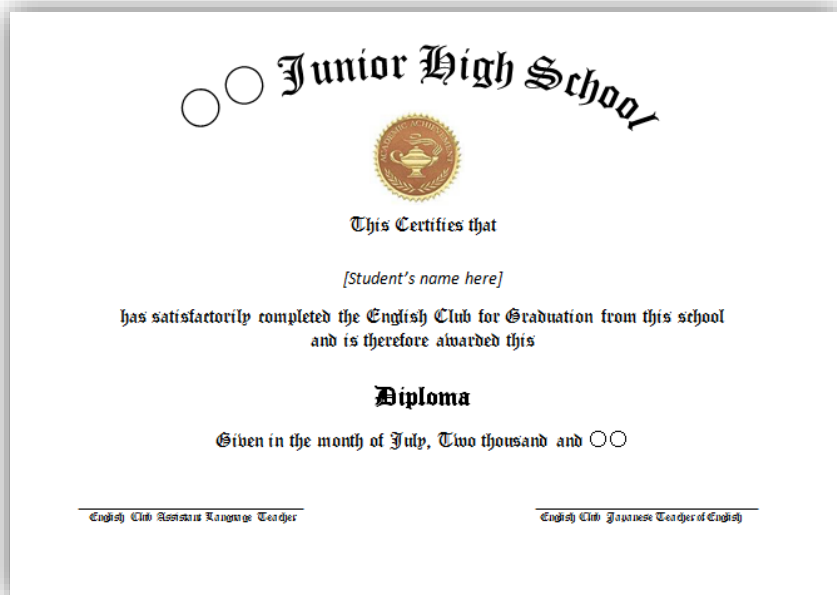 ○○ Junior High School
ACADEMIC ACHIEVEMENT
This Certifies that
[Student's name here]
has satisfactorily completed the English Club for Graduation from this school
and is therefore awarded this
Diploma
Given in the month of July, Two thousand and ○○
English Club Assistant Language Teacher
English Club Japanese Teacher of English